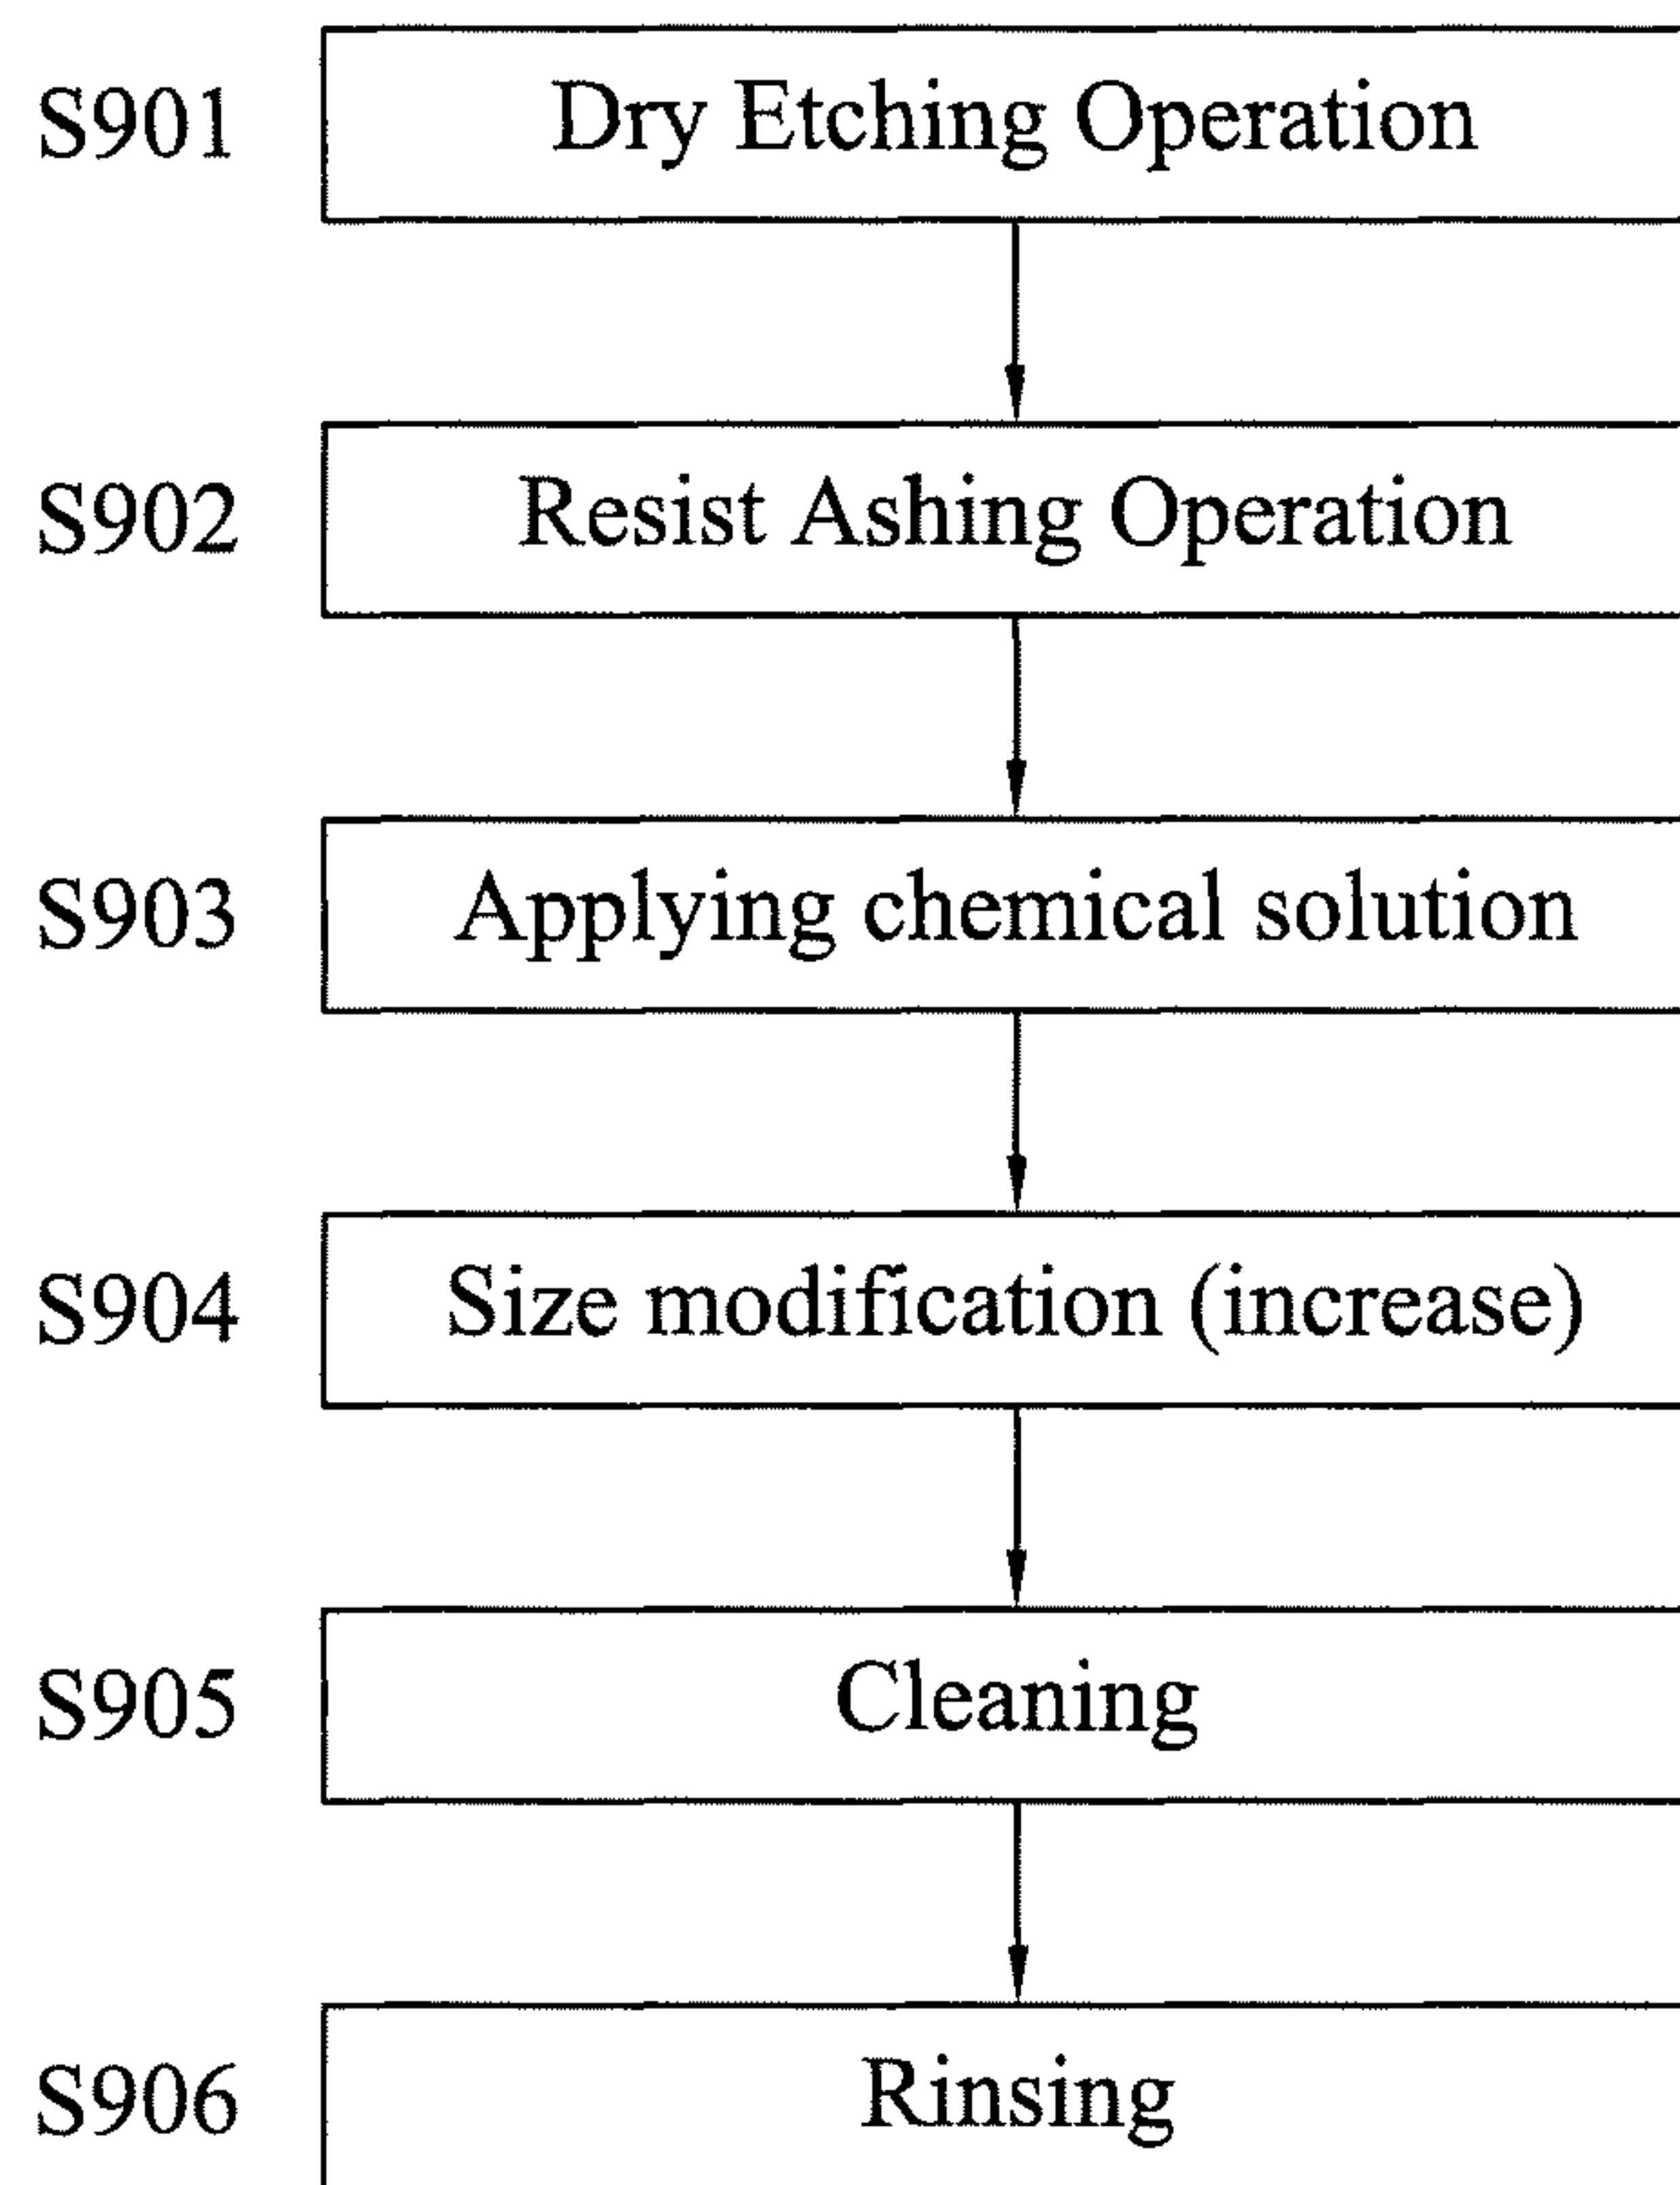 S901 Dry Etching Operation
S902 Resist Ashing Operation
S903 Applying chemical solution
S904 Size modification (increase)
S905 Cleaning
S906 Rinsing